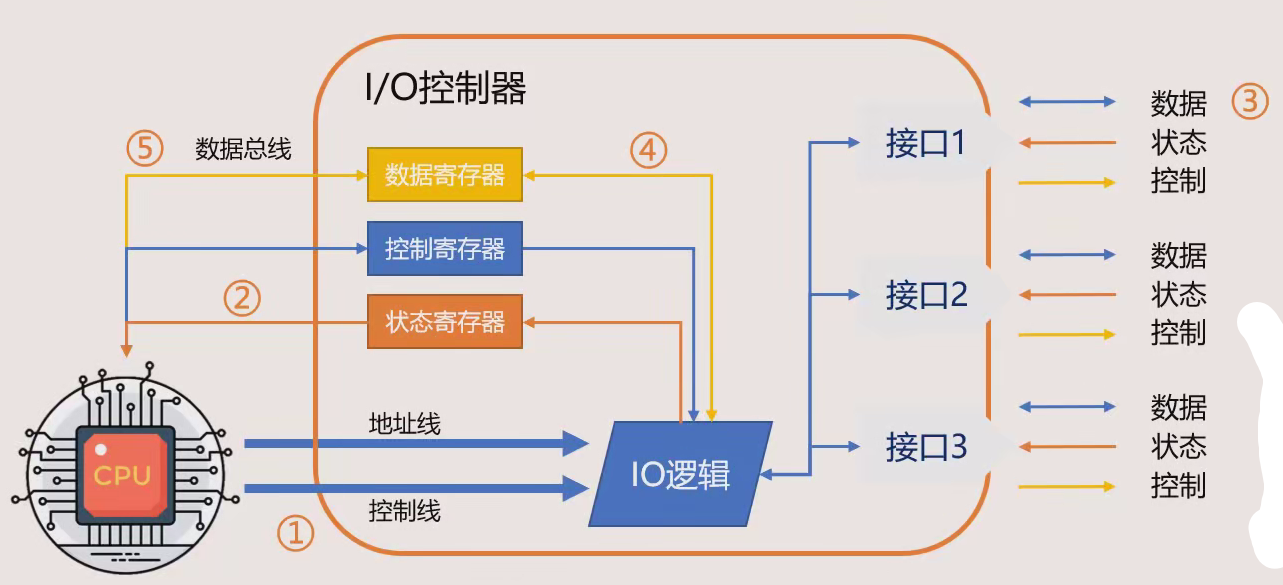 I/O控制器
⑤
数据总线
数据寄存器
④
控制寄存器
②
状态寄存器
地址线
控制线
①
CPU
IO逻辑
接口1
数据
③
状态
控制
接口2
数据
状态
控制
接口3
数据
状态
控制